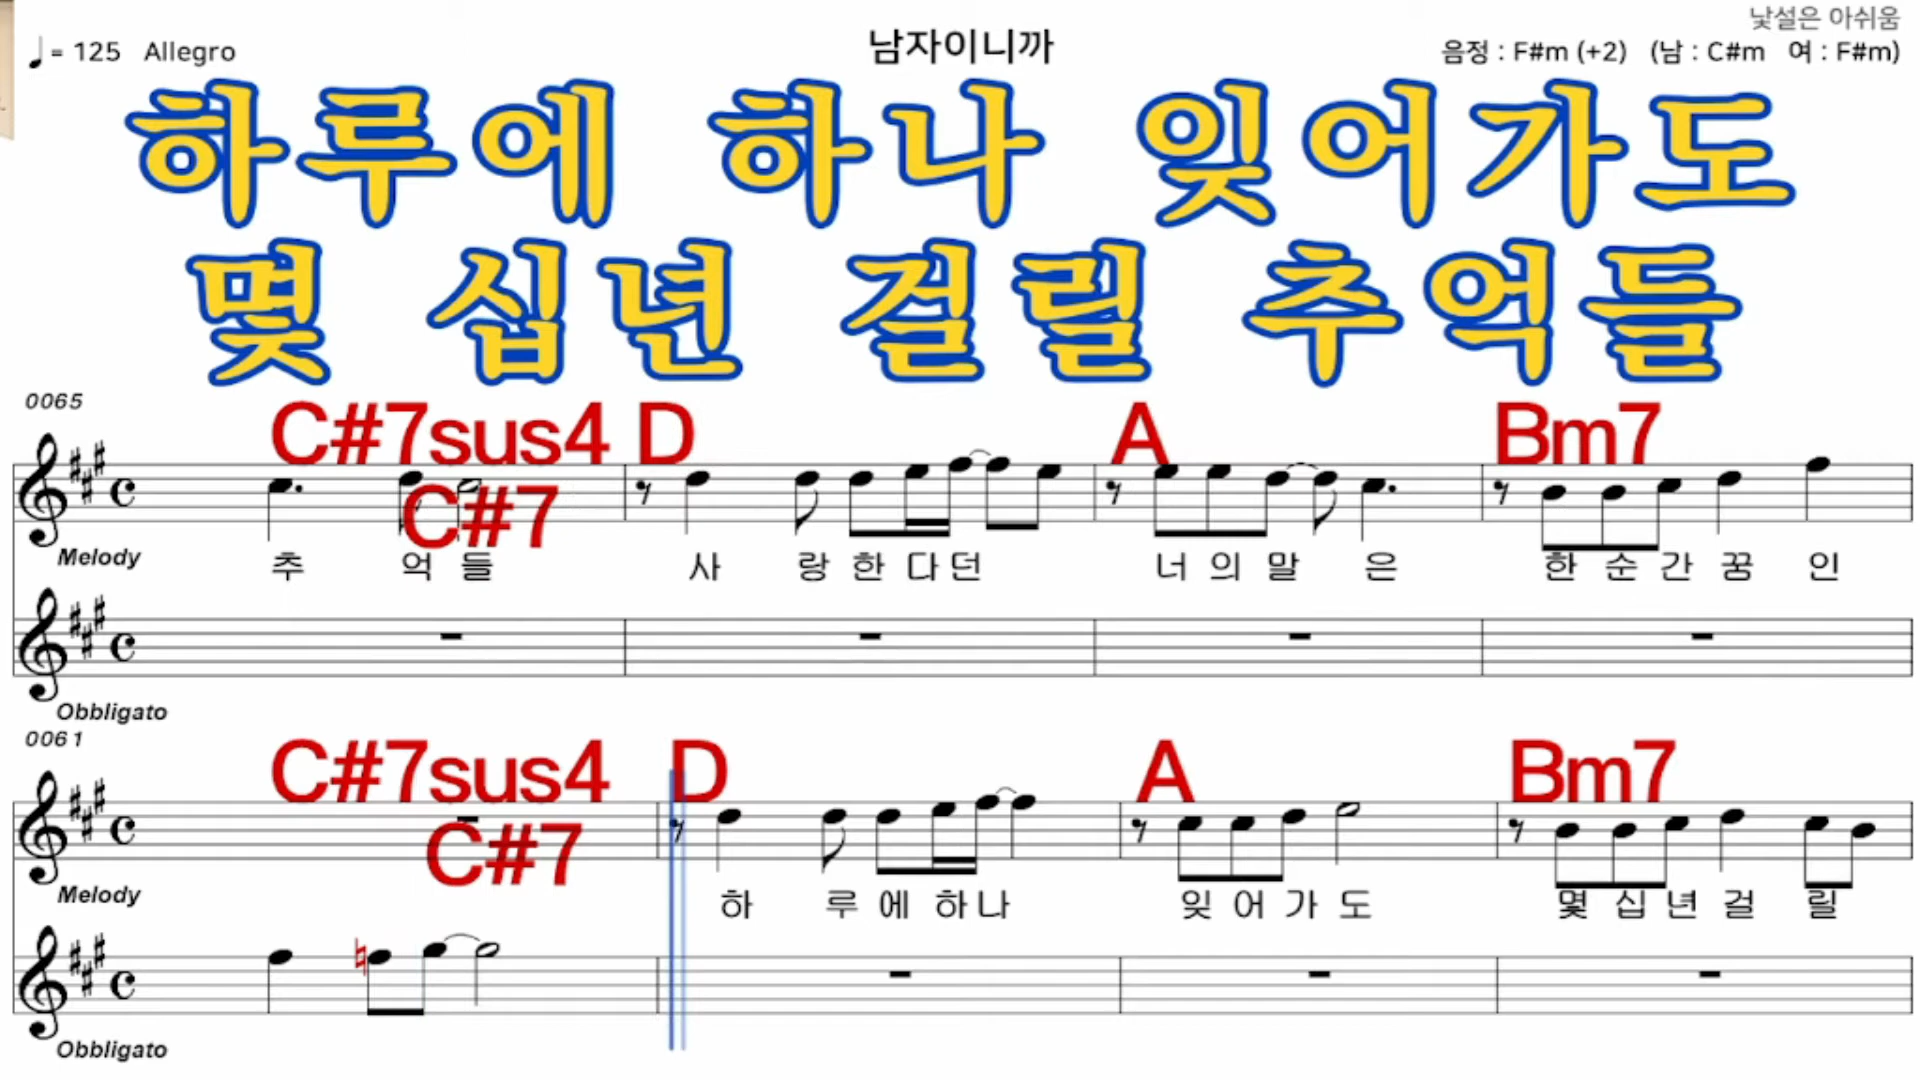 낯설은 아쉬움
♩= 125 Allegro
남자이니까
음정 : F#m (+2) (남 : C#m 여 : F#m)
하루에 하나 잊어가도
몇 십년 걸릴 추억들
0065
C#7sus4 D A Bm7
C#7
Melody
추 억 들 사 랑 한 다 던 너 의 말 은 한 순 간 꿈 인
Obbligato
0061
C#7sus4 D A Bm7
C#7
Melody
하 루 에 하 나 잊 어 가 도 몇 십 년 걸 릴
Obbligato